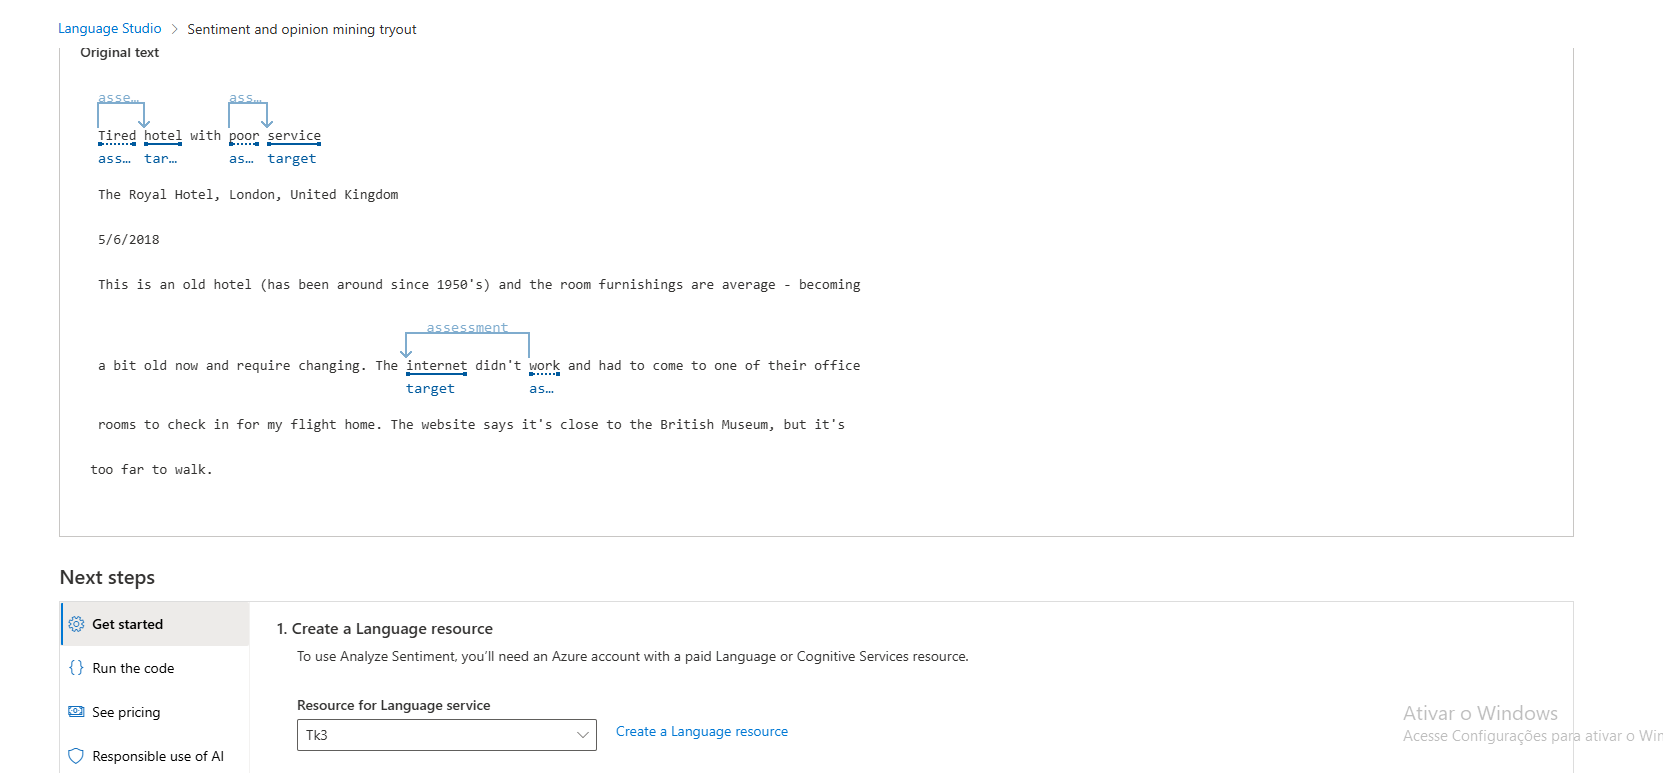 Language Studio > Sentiment and opinion mining tryout
Original text
asse… ass…
Tired hotel with poor service
ass… tar… as… target
The Royal Hotel, London, United Kingdom
5/6/2018
This is an old hotel (has been around since 1950's) and the room furnishings are average - becoming
assessment
a bit old now and require changing. The internet didn't work and had to come to one of their office
target as…
rooms to check in for my flight home. The website says it's close to the British Museum, but it's
too far to walk.
Next steps
Get started
{} Run the code
See pricing
Responsible use of AI
1. Create a Language resource
To use Analyze Sentiment, you'll need an Azure account with a paid Language or Cognitive Services resource.
Resource for Language service
Tk3
Create a Language resource
Ativar o Windows
Acesse Configurações para ativar o Win